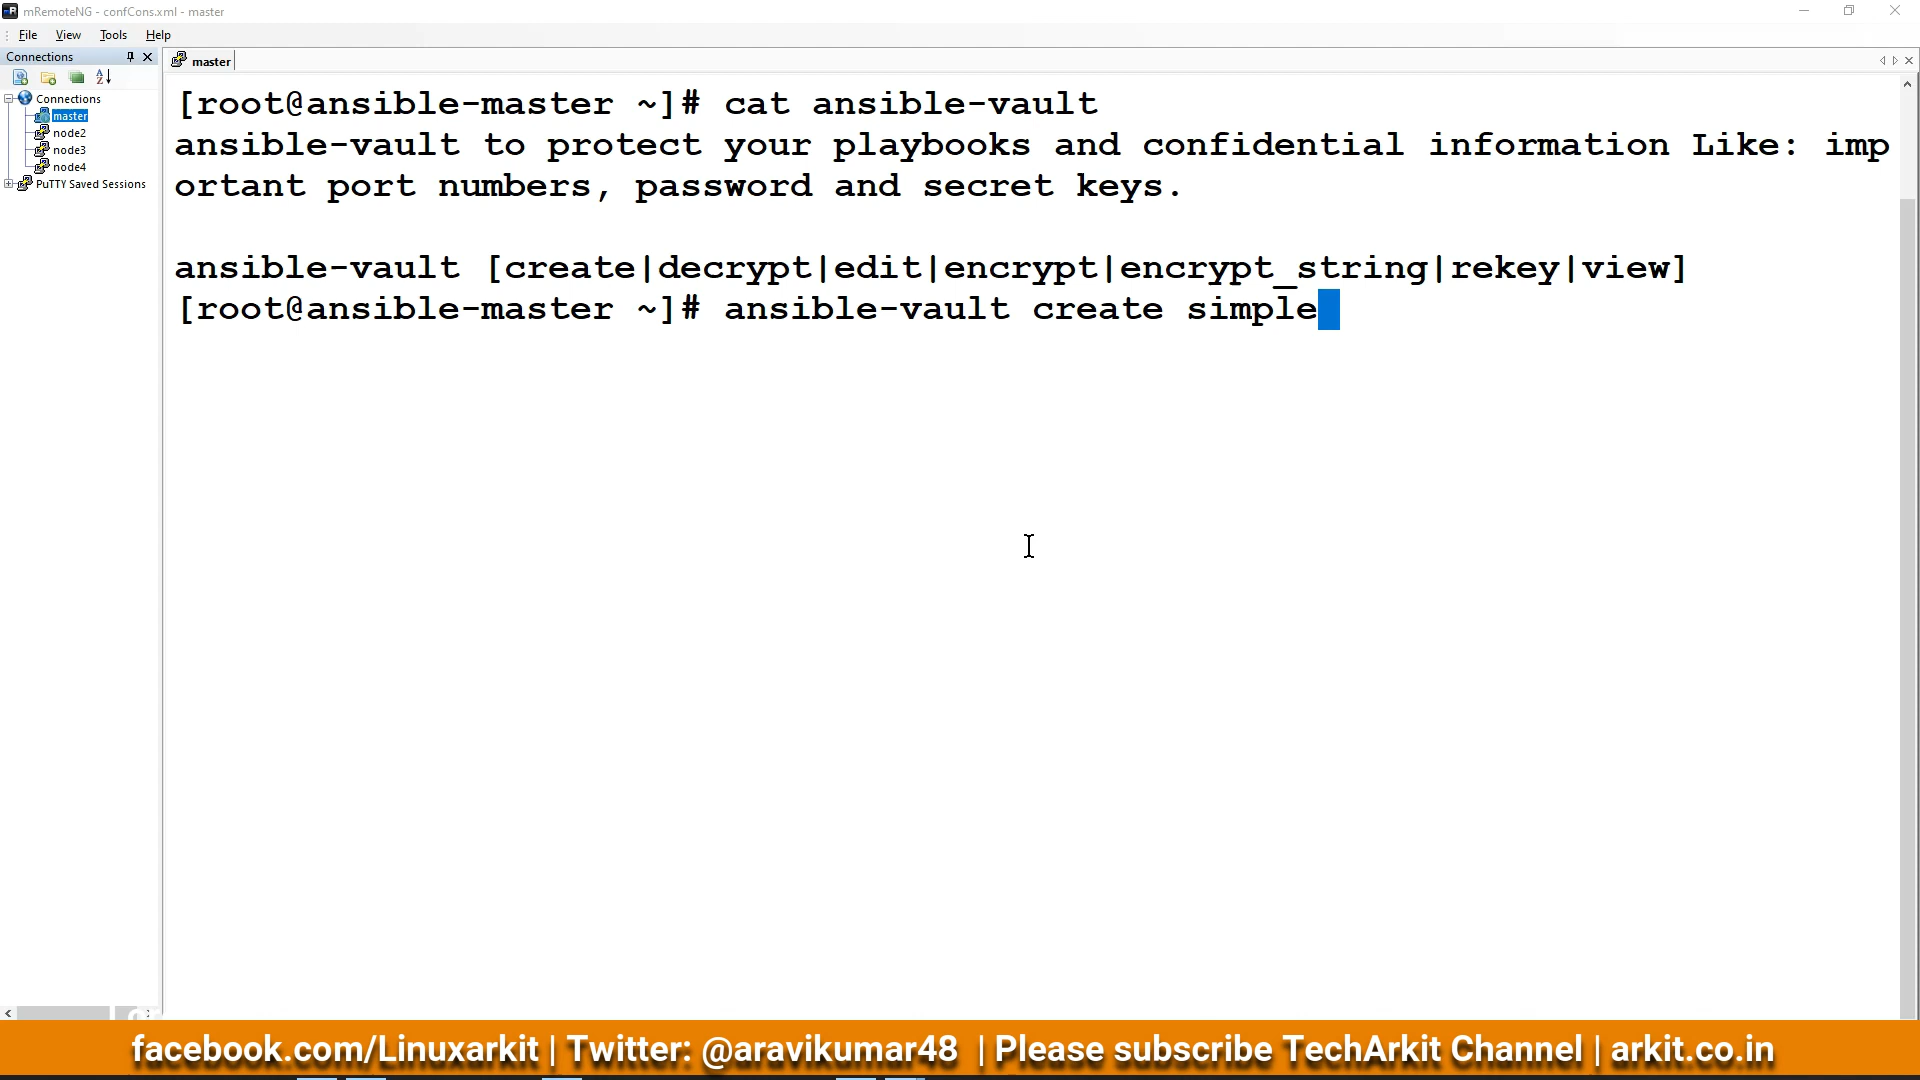 mRemoteNG - confCons.xml - master
File View Tools Help
Connections
master
Connections
master
node2
node3
node4
PuTTY Saved Sessions
[root@ansible-master ~]# cat ansible-vault
ansible-vault to protect your playbooks and confidential information Like: imp
ortant port numbers, password and secret keys.
ansible-vault [create|decrypt|edit|encrypt|encrypt_string|rekey|view]
[root@ansible-master ~]# ansible-vault create simple
facebook.com/Linuxarkit | Twitter: @aravikumar48 | Please subscribe TechArkit Channel | arkit.co.in